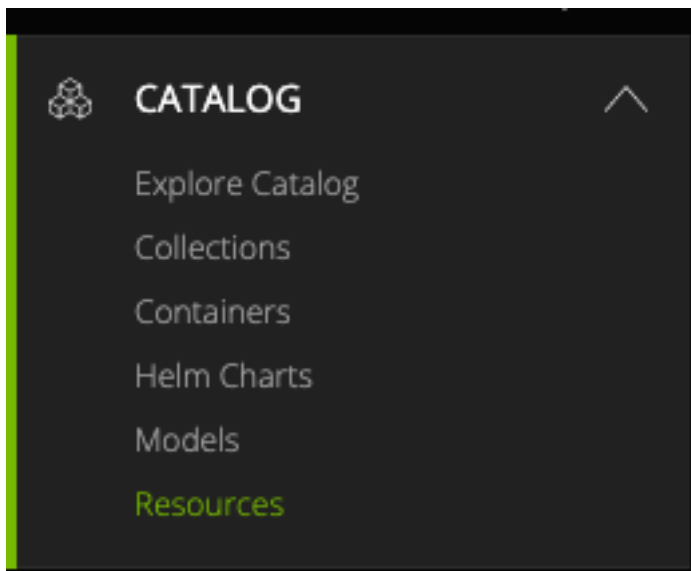 CATALOG
Explore Catalog
Collections
Containers
Helm Charts
Models
Resources